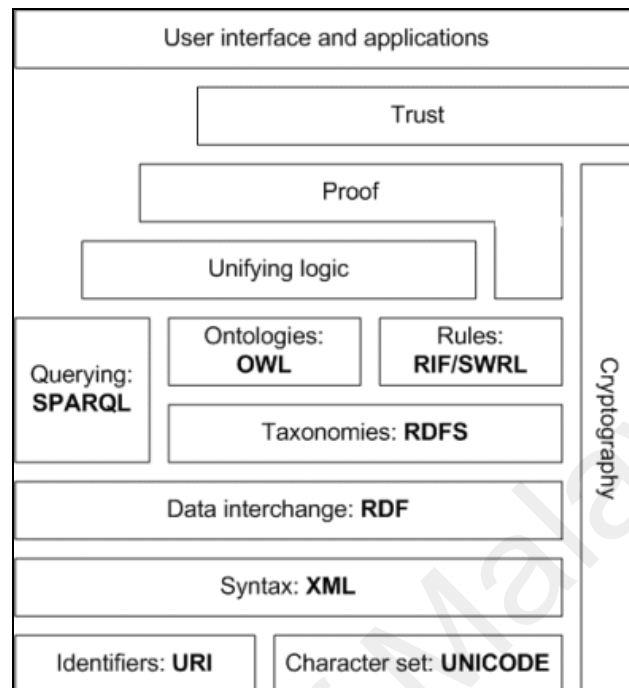 User interface and applications
Trust
Proof
Unifying logic
Querying:
SPARQL
Ontologies:
OWL
Rules:
RIF/SWRL
Taxonomies: RDFS
Cryptography
Data interchange: RDF
Syntax: XML
Identifiers: URI
Character set: UNICODE
Mala